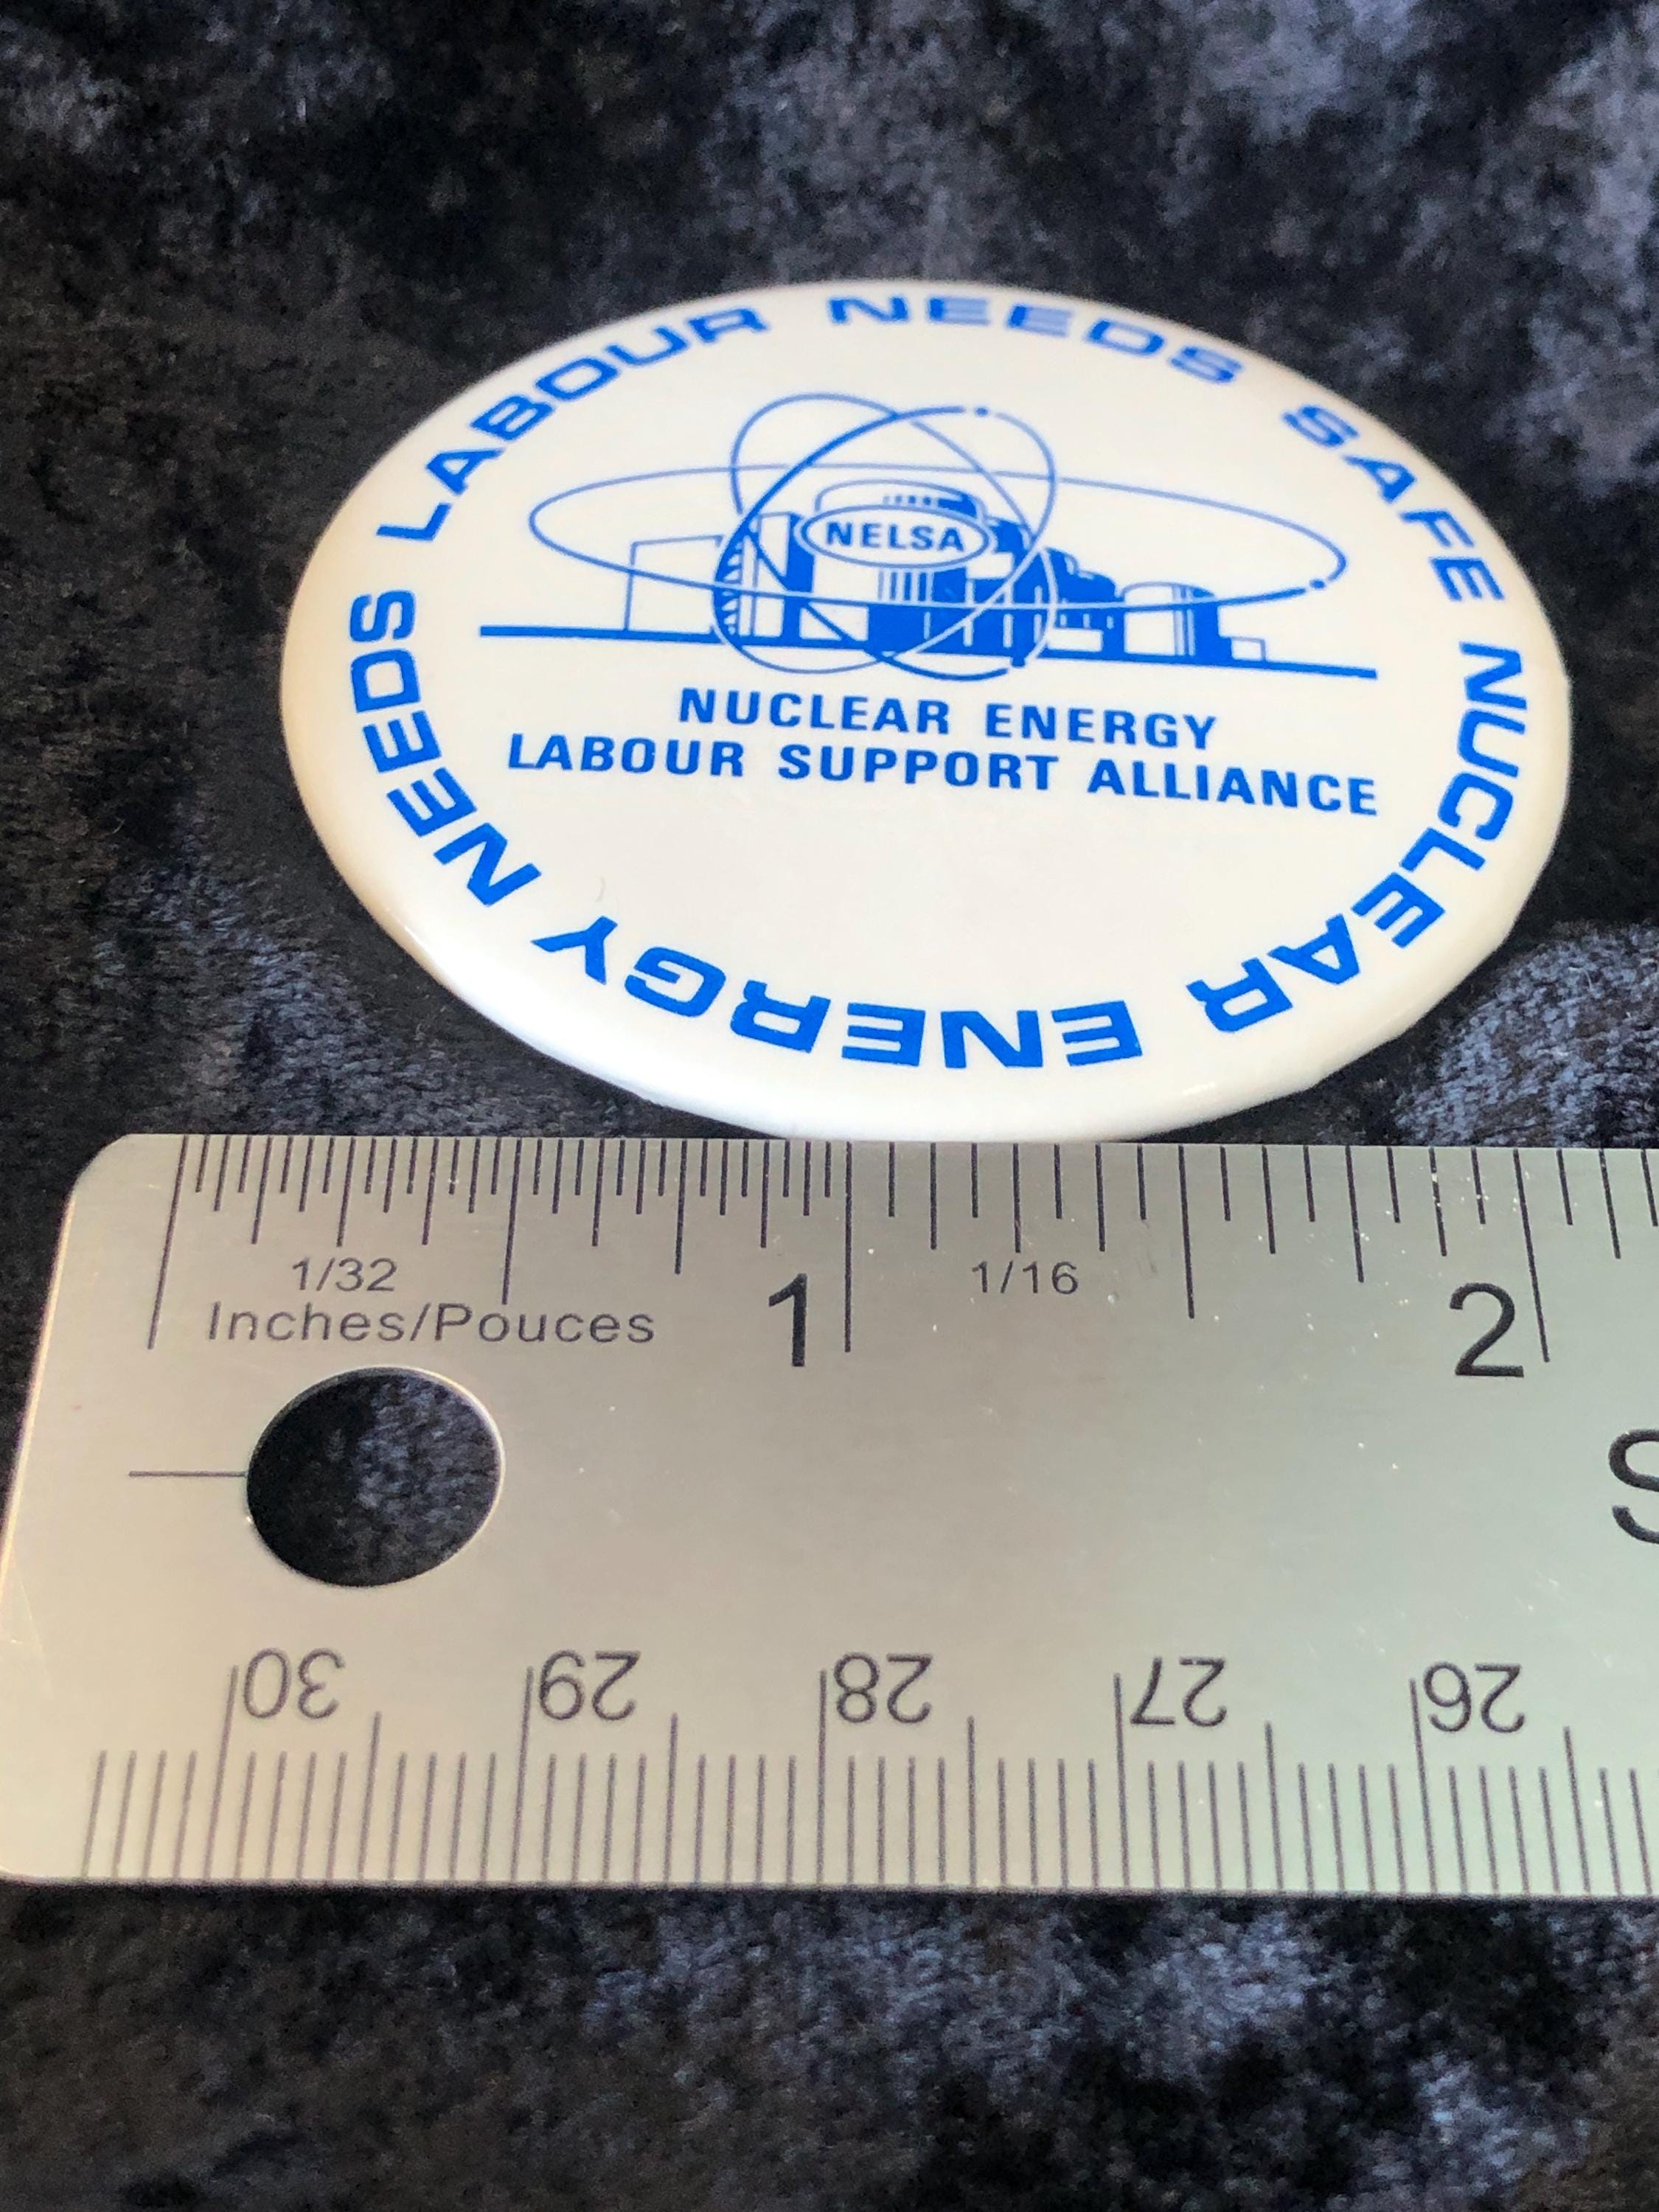 LABOUR NEEDS SAFE NUCLEAR ENERGY NEEDS
NELSA
NUCLEAR ENERGY
LABOUR SUPPORT ALLIANCE
1/32
Inches/Pouces
1
1/16
2
S
30 29 28 27 26